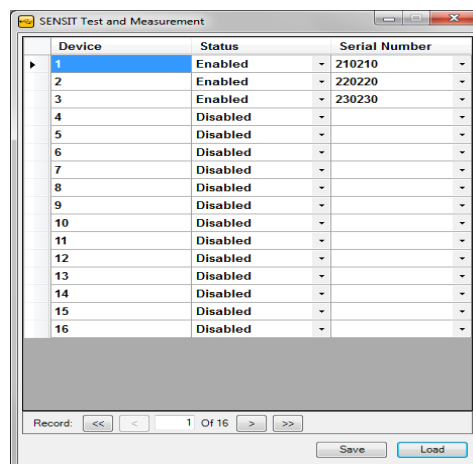 SENSIT Test and Measurement
Device Status Serial Number
1 Enabled 210210
2 Enabled 220220
3 Enabled 230230
4 Disabled
5 Disabled
6 Disabled
7 Disabled
8 Disabled
9 Disabled
10 Disabled
11 Disabled
12 Disabled
13 Disabled
14 Disabled
15 Disabled
16 Disabled
Record: << < 1 Of 16 > >>
Save Load